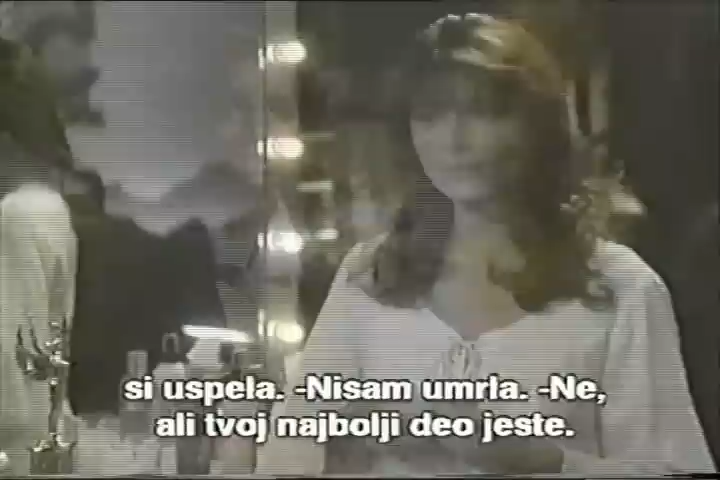 si uspela. -Nisam umrla. -Ne,
ali tvoj najbolji deo jeste.